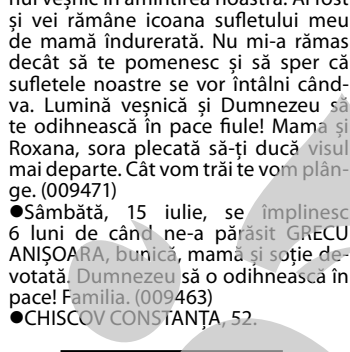 nul veșnic în amintirea noastră. Ai fost
și vei rămâne icoana sufletului meu
de mamă îndurerată. Nu mi-a rămas
decât să te pomenesc și să sper că
sufletele noastre se vor întâlni când-
va. Lumină veșnică și Dumnezeu să
te odihnească în pace fiule! Mama și
Roxana, sora plecată să-ți ducă visul
mai departe. Cât vom trăi te vom plân-
ge. (009471)
●Sâmbătă, 15 iulie, se împlinesc
6 luni de când ne-a părăsit GRECU
ANIȘOARA, bunică, mamă și soție de-
votată. Dumnezeu să o odihnească în
pace! Familia. (009463)
●CHISCOV CONSTANȚA, 52.